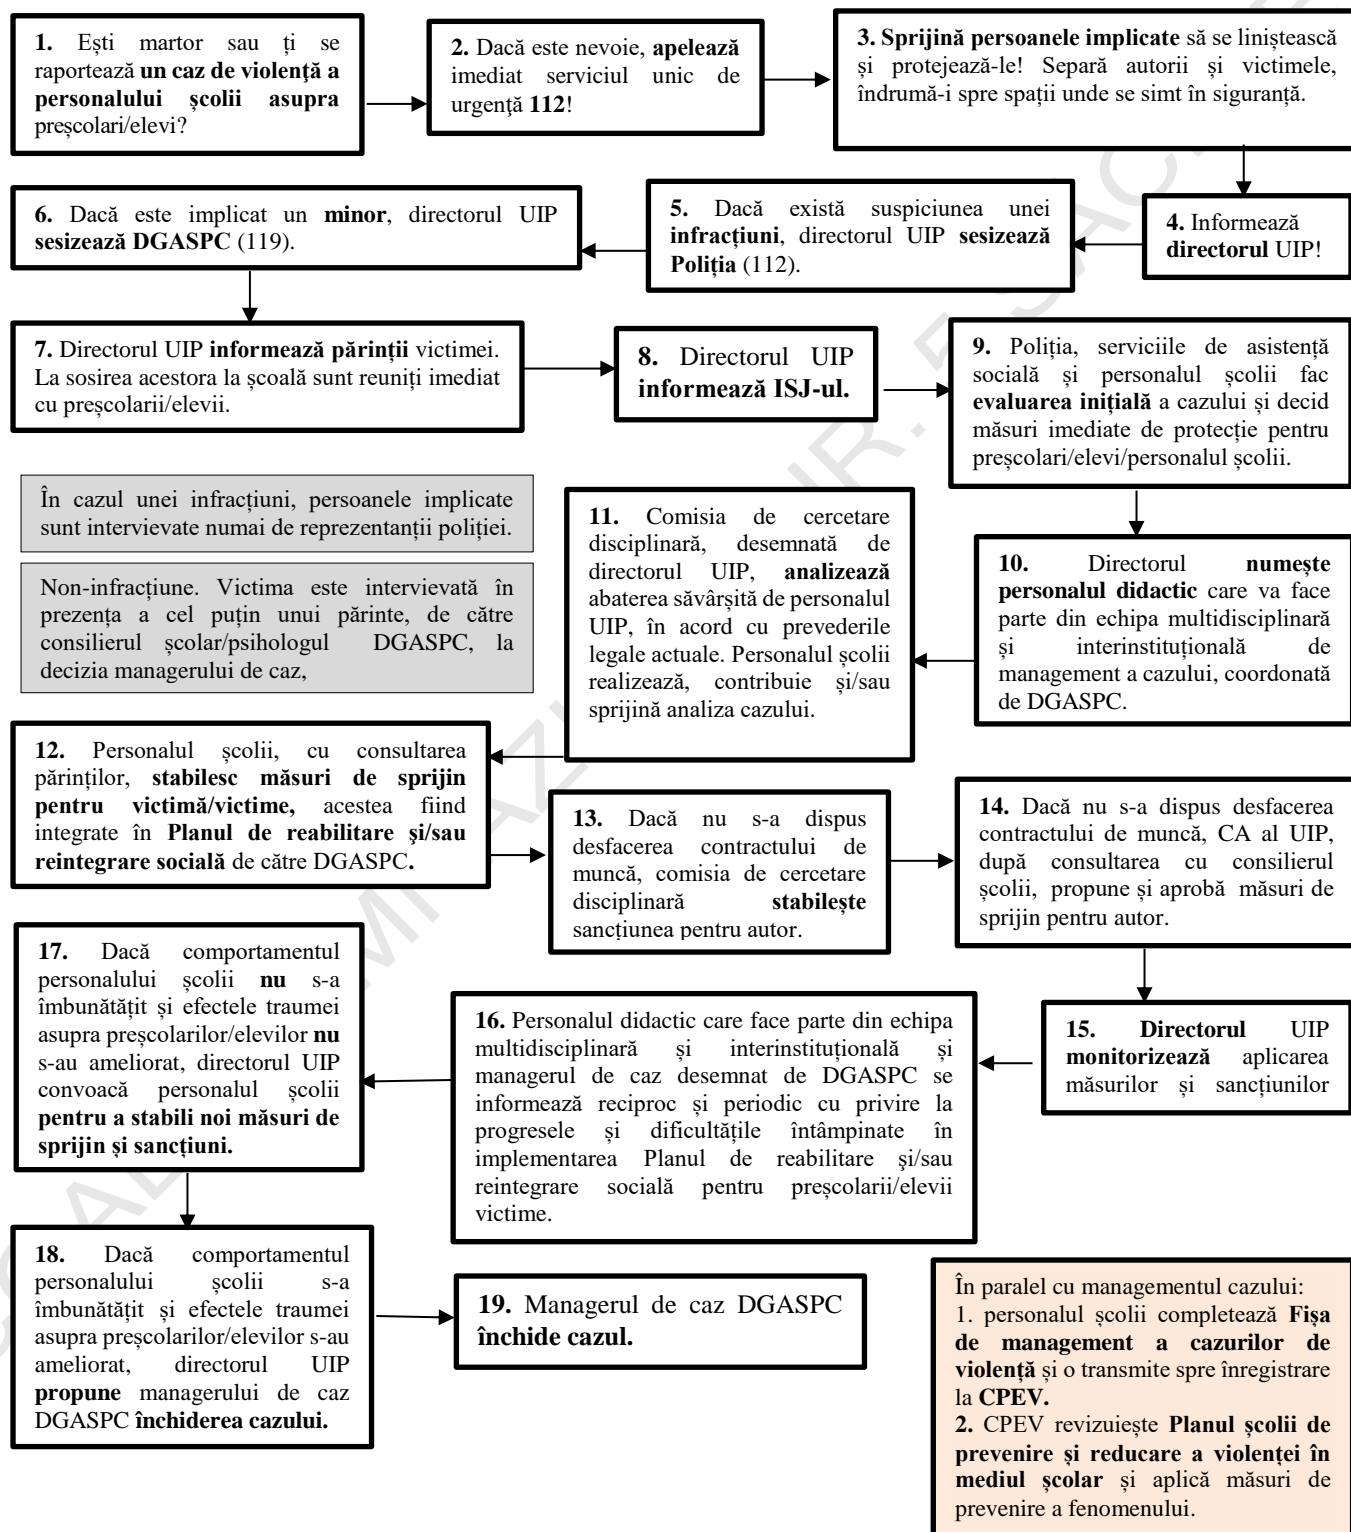 1. Ești martor sau ți se
raportează un caz de violență a
personalului școlii asupra
preșcolari/elevi?
2. Dacă este nevoie, apelează
imediat serviciul unic de
urgență 112!
3. Sprijină persoanele implicate să se liniștească
și protejează-le! Separă autorii și victimele,
îndrumă-i spre spații unde se simt în siguranță.
4. Informează
directorul UIP!
5. Dacă există suspiciunea unei
infracțiuni, directorul UIP sesizează
Poliția (112).
6. Dacă este implicat un minor, directorul UIP
sesizează DGASPC (119).
7. Directorul UIP informează părinții victimei.
La sosirea acestora la școală sunt reuniți imediat
cu preșcolarii/elevii.
8. Directorul UIP
informează ISJ-ul.
9. Poliția, serviciile de asistență
socială și personalul școlii fac
evaluarea inițială a cazului și decid
măsuri imediate de protecție pentru
preșcolari/elevi/personalul școlii.
În cazul unei infracțiuni, persoanele implicate
sunt intervievate numai de reprezentanții poliției.
Non-infracțiune. Victima este intervievată în
prezența a cel puțin unui părinte, de către
consilierul școlar/psihologul DGASPC, la
decizia managerului de caz,
10. Directorul numește
personalul didactic care va face
parte din echipa multidisciplinară
și interinstituțională de
management a cazului, coordonată
de DGASPC.
11. Comisia de cercetare
disciplinară, desemnată de
directorul UIP, analizează
abaterea săvârșită de personalul
UIP, în acord cu prevederile
legale actuale. Personalul școlii
realizează, contribuie și/sau
sprijină analiza cazului.
12. Personalul școlii, cu consultarea
părinților, stabilesc măsuri de sprijin
pentru victimă/victime, acestea fiind
integrate în Planul de reabilitare şi/sau
reintegrare socială de către DGASPC.
13. Dacă nu s-a dispus
desfacerea contractului de
muncă, comisia de cercetare
disciplinară stabilește
sancțiunea pentru autor.
14. Dacă nu s-a dispus desfacerea
contractului de muncă, CA al UIP,
după consultarea cu consilierul
școlii, propune și aprobă măsuri de
sprijin pentru autor.
15. Directorul UIP
monitorizează aplicarea
măsurilor și sancțiunilor
16. Personalul didactic care face parte din echipa
multidisciplinară și interinstituțională și
managerul de caz desemnat de DGASPC se
informează reciproc și periodic cu privire la
progresele și dificultățile întâmpinate în
implementarea Planul de reabilitare şi/sau
reintegrare socială pentru preșcolarii/elevii
victime.
17. Dacă comportamentul
personalului școlii nu s-a
îmbunătățit și efectele traumei
asupra preșcolarilor/elevilor nu
s-au ameliorat, directorul UIP
convoacă personalul școlii
pentru a stabili noi măsuri de
sprijin și sancțiuni.
18. Dacă comportamentul
personalului școlii s-a
îmbunătățit și efectele traumei
asupra preșcolarilor/elevilor s-au
ameliorat, directorul UIP
propune managerului de caz
DGASPC închiderea cazului.
19. Managerul de caz DGASPC
închide cazul.
În paralel cu managementul cazului:
1. personalul școlii completează Fișa
de management a cazurilor de
violență și o transmite spre înregistrare
la CPEV.
2. CPEV revizuiește Planul școlii de
prevenire și reducare a violenței în
mediul școlar și aplică măsuri de
prevenire a fenomenului.